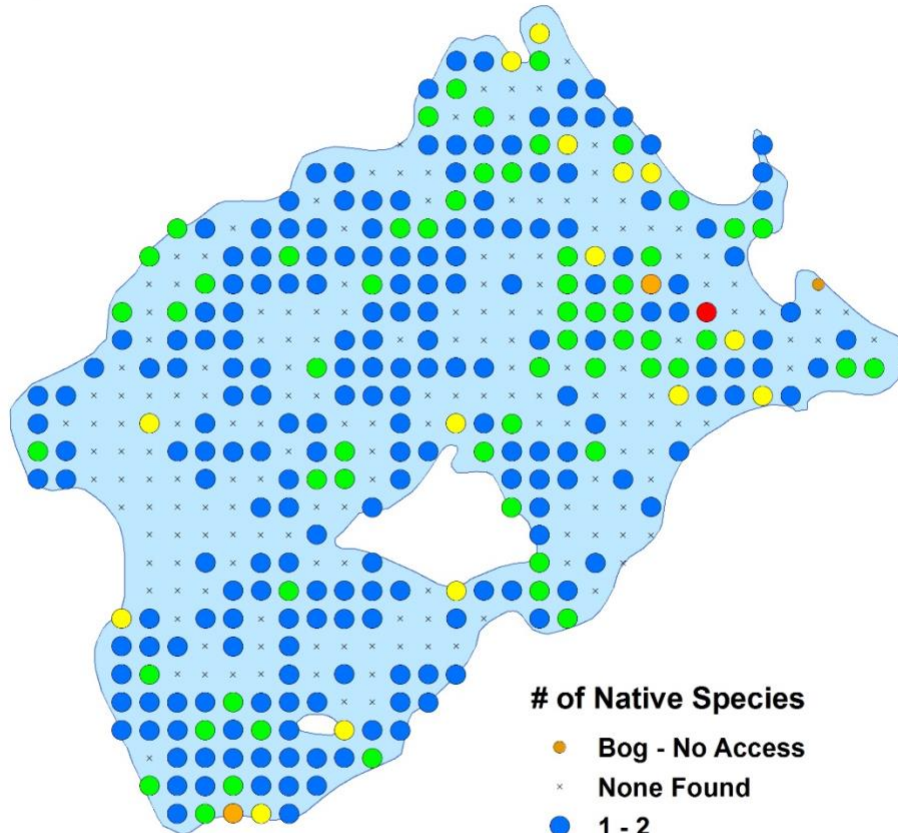 # of Native Species
Bog - No Access
None Found
1 - 2